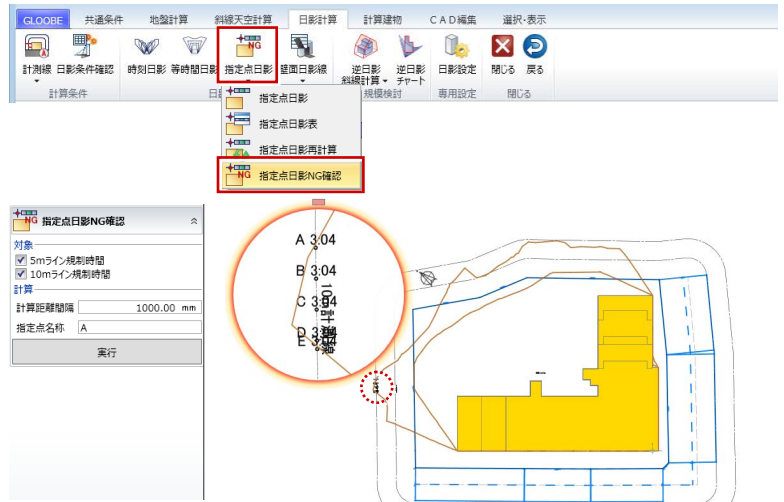 GLOOBE 共通条件 地盤計算 斜線天空計算 日影計算 計算建物 CAD編集 選択・表示
計測線 日影条件確認 時刻日影 等時間日影 指定点日影 壁面日影線 逆日影 逆日影 日影設定 閉じる 戻る
斜線計算 チャート
計算条件 規模検討 専用設定 閉じる
指定点日影
指定点日影表
指定点日影再計算
指定点日影NG確認
指定点日影NG確認
対象
5mライン規制時間
10mライン規制時間
計算
計算距離間隔 1000.00 mm
指定点名称 A
実行
A 3:04
B 3:04
C 3:04